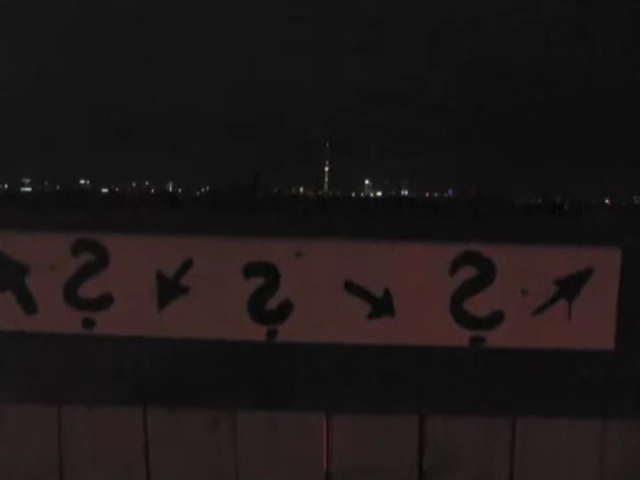 ↖ ? ↙ ? ↘ ? ↗